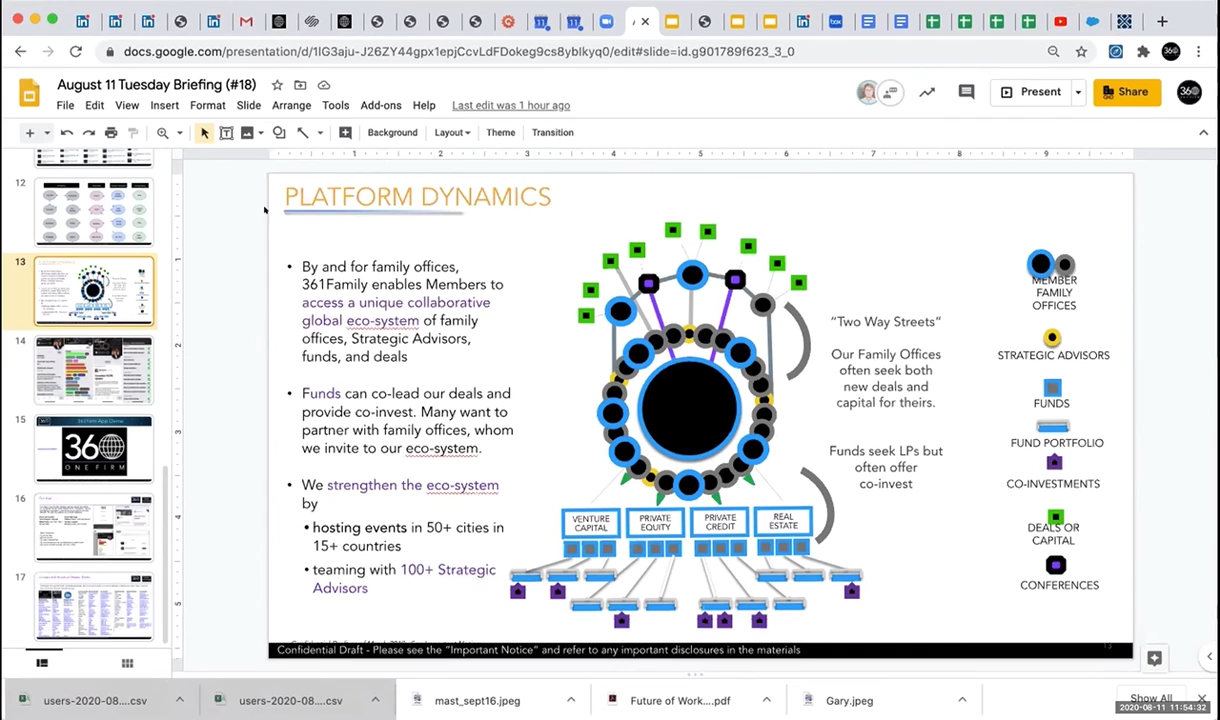 docs.google.com/presentation/d/1lG3aju-J26ZY44gpx1epjCcvLdFDokeg9cs8yblkyq0/edit#slide=id.g901789f623_3_0
August 11 Tuesday Briefing (#18)
File Edit View Insert Format Slide Arrange Tools Add-ons Help Last edit was 1 hour ago
Present Share
Background Layout Theme Transition
1 2 3 4 5 6 7 8 9
12
13
14
15
360
ONE FIRM
16
17
PLATFORM DYNAMICS
• By and for family offices,
361Family enables Members to
access a unique collaborative
global eco-system of family
offices, Strategic Advisors,
funds, and deals
• Funds can co-lead our deals and
provide co-invest. Many want to
partner with family offices, whom
we invite to our eco-system.
• We strengthen the eco-system
by
• hosting events in 50+ cities in
15+ countries
• teaming with 100+ Strategic
Advisors
VENTURE
CAPITAL
PRIVATE
EQUITY
PRIVATE
CREDIT
REAL
ESTATE
“Two Way Streets”
Our Family Offices
often seek both
new deals and
capital for theirs.
Funds seek LPs but
often offer
co-invest
MEMBER
FAMILY
OFFICES
STRATEGIC ADVISORS
FUNDS
FUND PORTFOLIO
CO-INVESTMENTS
DEALS OR
CAPITAL
CONFERENCES
Confidential Draft - Please see the “Important Notice” and refer to any important disclosures in the materials
13
users-2020-08....csv
users-2020-08....csv
mast_sept16.jpeg
Future of Work....pdf
Gary.jpeg
Show All
2020-08-11 11:54:32